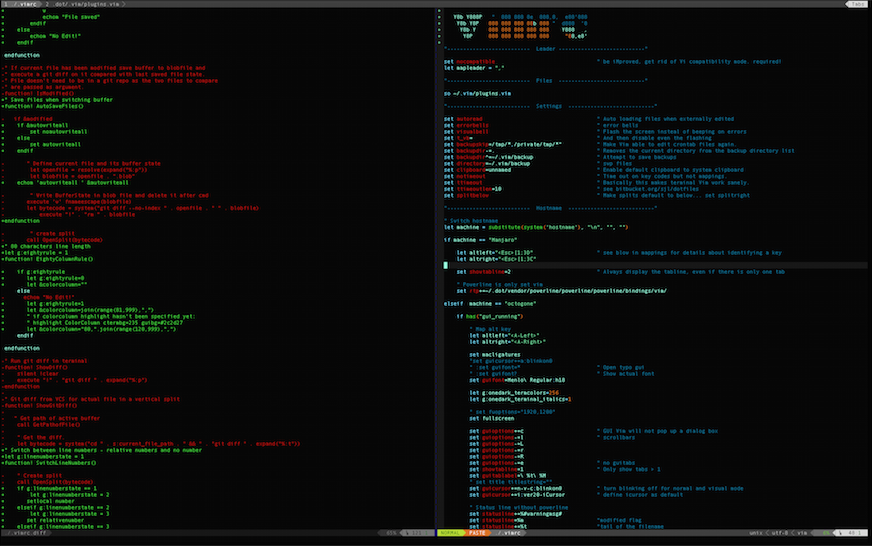 1 ./.vimrc 2 .dot/.vim/plugins.vim
echom "File saved"
+ endif
+ else
+ echom "No Edit!"
+ endif
endfunction
-" If current file has been modified save buffer in blobfile and
-" execute a git diff on it compared with last saved file state.
-" File doesn't need to be in a git repo as the two files to compare
-" are passed as argument.
-function! IsModified()
+" Save files when switching buffer
+function! AutoSaveFiles()
- if &modified
+ if &autowriteall
+ set noautowriteall
+ else
+ set autowriteall
+ endif
- " Define current file and its buffer state
- let openfile = resolve(expand("%:p"))
- let blobfile = openfile . ".blob"
+ echom 'autowriteall ' &autowriteall
- " Write BufferState in blob file and delete it after cmd
- execute "w" fnameescape(blobfile)
- let bytecode = system("git diff --no-index " . openfile . " " . blobfile)
- execute "!" . "rm " . blobfile
+endfunction
- " create split
- call OpenSplit(bytecode)
+" 80 characters line length
+let g:eightyrule = 1
+function! EightyColumnRule()
+ if g:eightyrule
+ let g:eightyrule=0
+ let &colorcolumn=""
else
- echom "No Edit!"
+ let g:eightyrule=1
+ let &colorcolumn=join(range(81,999),",")
+ " if colorcolumn highlight hasn't been specified yet:
+ " highlight ColorColumn ctermbg=235 guibg=#2c2d27
+ let &colorcolumn="80,".join(range(120,999),",")
endif
endfunction
-" Run git diff in terminal
-function! ShowDiff()
- silent !clear
- execute "!" . "git diff " . expand("%:p")
-endfunction
-" Git diff from VCS for actual file in a vertical split
-function! ShowGitDiff()
- " Get path of active buffer
- call GetPathOfFile()
- " Get the diff.
- let bytecode = system("cd " . s:current_file_path . " && " . "git diff " . expand("%:t"))
+" Switch between line numbers - relative numbers and no number
+let g:linenumberstate = 1
+function! SwitchLineNumbers()
- " Create split
- call OpenSplit(bytecode)
+ if g:linenumberstate == 1
+ let g:linenumberstate = 2
+ setlocal number
+ elseif g:linenumberstate == 2
+ let g:linenumberstate = 3
+ set relativenumber
+ elseif g:linenumberstate == 3
./.vimrc.diff
" Leader "
set nocompatible " be iMproved, get rid of Vi compatibility mode. required!
let mapleader = ","
" Files "
so ~/.vim/plugins.vim
" Settings "
set autoread " Auto loading files when externally edited
set errorbells " error bells
set visualbell " Flash the screen instead of beeping on errors
set t_vb= " And then disable even the flashing
set backupskip=/tmp/*,/private/tmp/*" " Make Vim able to edit crontab files again.
set backupdir-=. " Removes the current directory from the backup directory list
set backupdir^=~/.vim/backup " Attempt to save backups
set directory=~/.vim/backup " swp files
set clipboard=unnamed " Enable default clipboard to system clipboard
set notimeout " Time out on key codes but not mappings.
set ttimeout " Basically this makes terminal Vim work sanely.
set timeoutlen=10 " see bitbucket.org/sjl/dotfiles
set splitbelow " Make splits default to below... set splitright
" Hostname "
" Switch hostname
let machine = substitute(system('hostname'), "\n", "", "")
if machine == "Manjaro"
let altleft="<Esc>[1;3D" " see blow in mappings for details about identifying a key
let altright="<Esc>[1;3C"
set showtabline=2 " Always display the tabline, even if there is only one tab
" Powerline is only set vim
set rtp+=~/.dot/vendor/powerline/powerline/powerline/bindings/vim/
elseif machine == "octogone"
if has("gui_running")
" Map alt key
let altleft="<A-Left>"
let altright="<A-Right>"
set macligatures
"set guicursor+=a:blinkon0
" :set guifont=* " Open typo gui
" :set guifont? " Show actual font
set guifont=Menlo\ Regular:h10
let g:onedark_termcolors=256
let g:onedark_terminal_italics=1
" set fuoptions="1920,1280"
set fullscreen
set guioptions+=c " GUI Vim will not pop up a dialog box
set guioptions-=l " scrollbars
set guioptions-=L
set guioptions-=r
set guioptions-=R
set guioptions-=e " no guitabs
set showtabline=1 " Only show tabs > 1
set guitablabel=\ %t\ %M
" set title titlestring=""
set guicursor+=n-v-c:blinkon0 " turn blinking off for normal and visual mode
set guicursor+=i:ver20-iCursor " define icursor as default
" Status line without powerline
set statusline+=%#warningmsg#
set statusline+=%m "modified flag
set statusline+=%t "tail of the filename
NORMAL PASTE ./.vimrc unix utf-8 vim